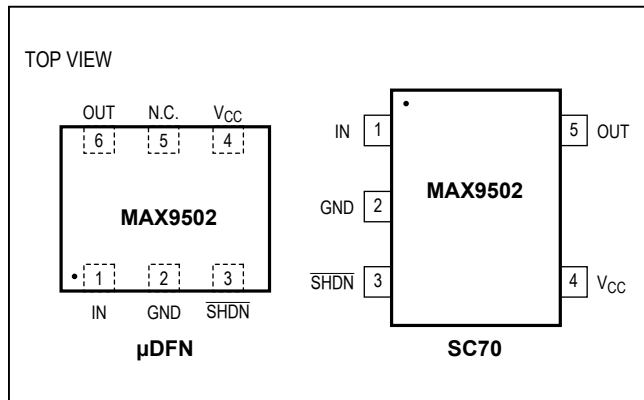 TOP VIEW
OUT N.C. VCC
6 5 4
MAX9502
1 2 3
IN GND SHDN
µDFN
IN 1 5 OUT
MAX9502
GND 2
SHDN 3 4 VCC
SC70